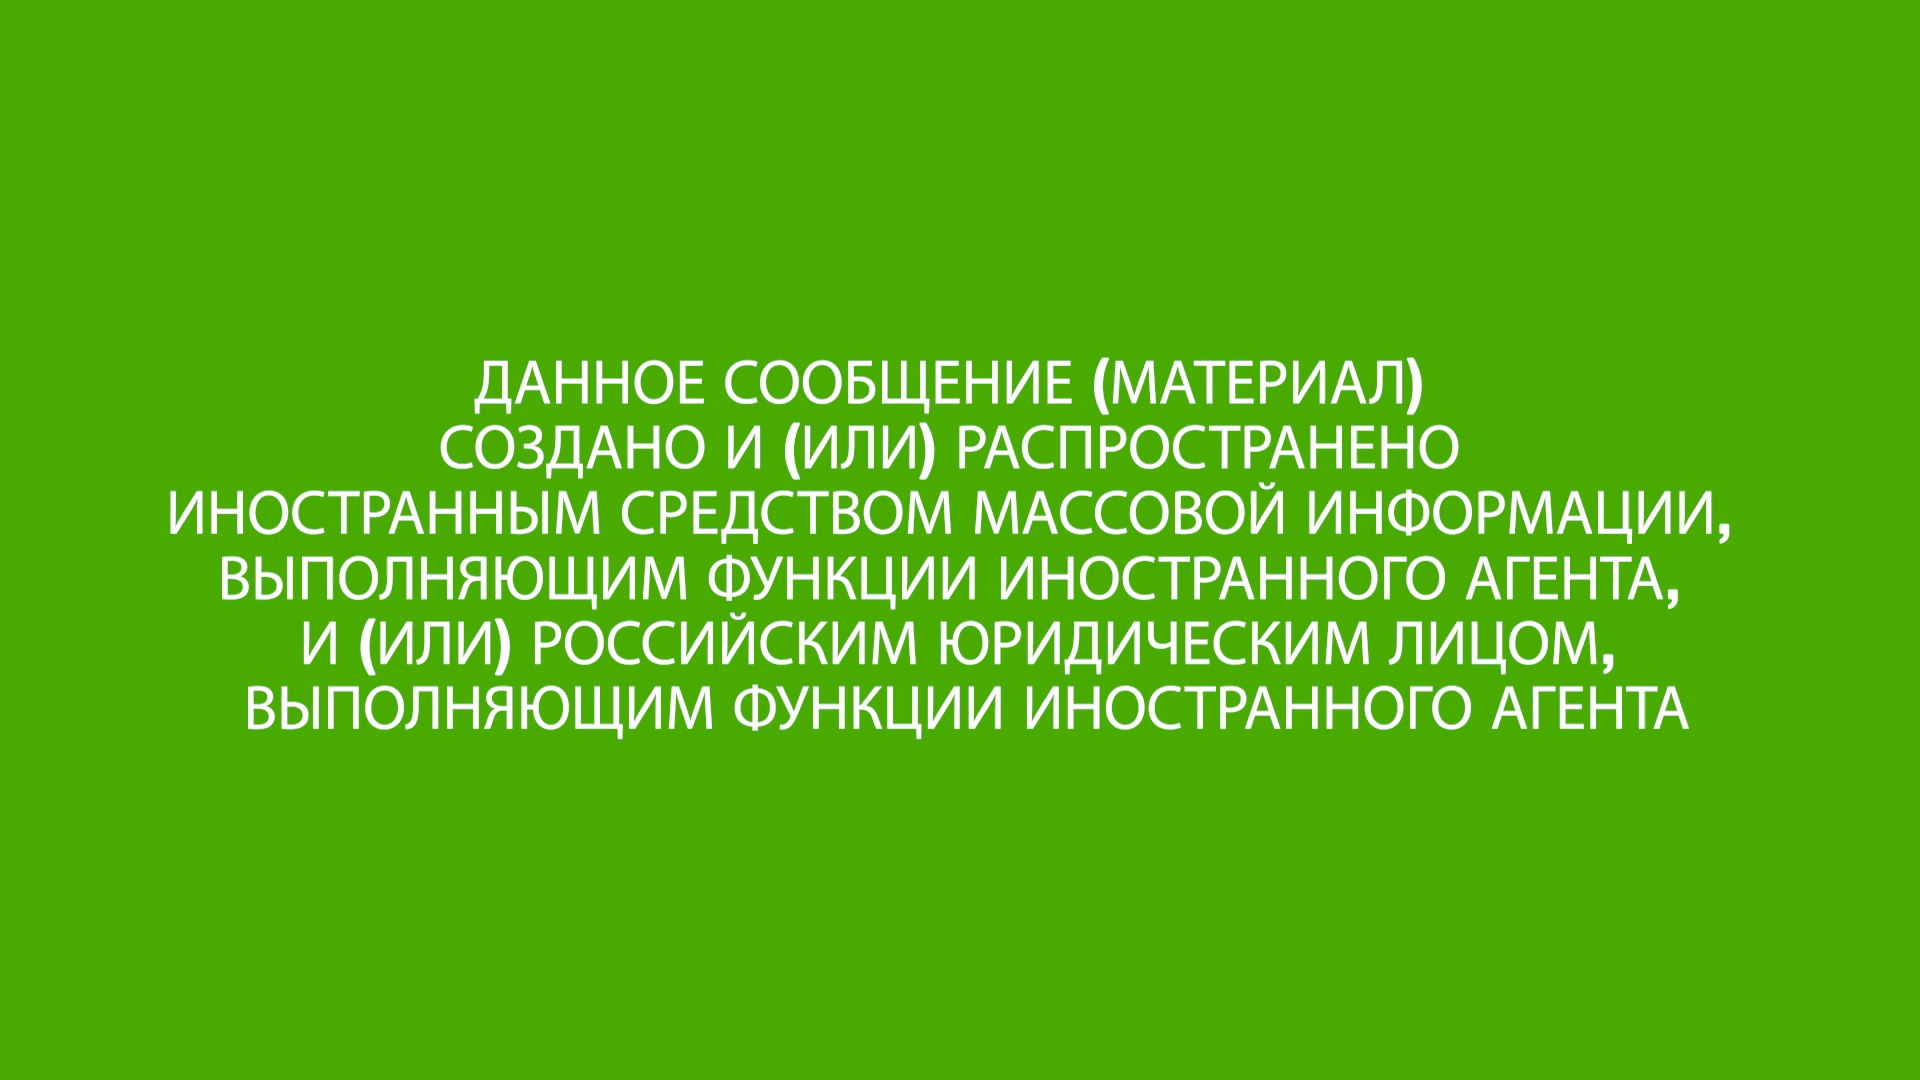 ДАННОЕ СООБЩЕНИЕ (МАТЕРИАЛ)
СОЗДАНО И (ИЛИ) РАСПРОСТРАНЕНО
ИНОСТРАННЫМ СРЕДСТВОМ МАССОВОЙ ИНФОРМАЦИИ,
ВЫПОЛНЯЮЩИМ ФУНКЦИИ ИНОСТРАННОГО АГЕНТА,
И (ИЛИ) РОССИЙСКИМ ЮРИДИЧЕСКИМ ЛИЦОМ,
ВЫПОЛНЯЮЩИМ ФУНКЦИИ ИНОСТРАННОГО АГЕНТА